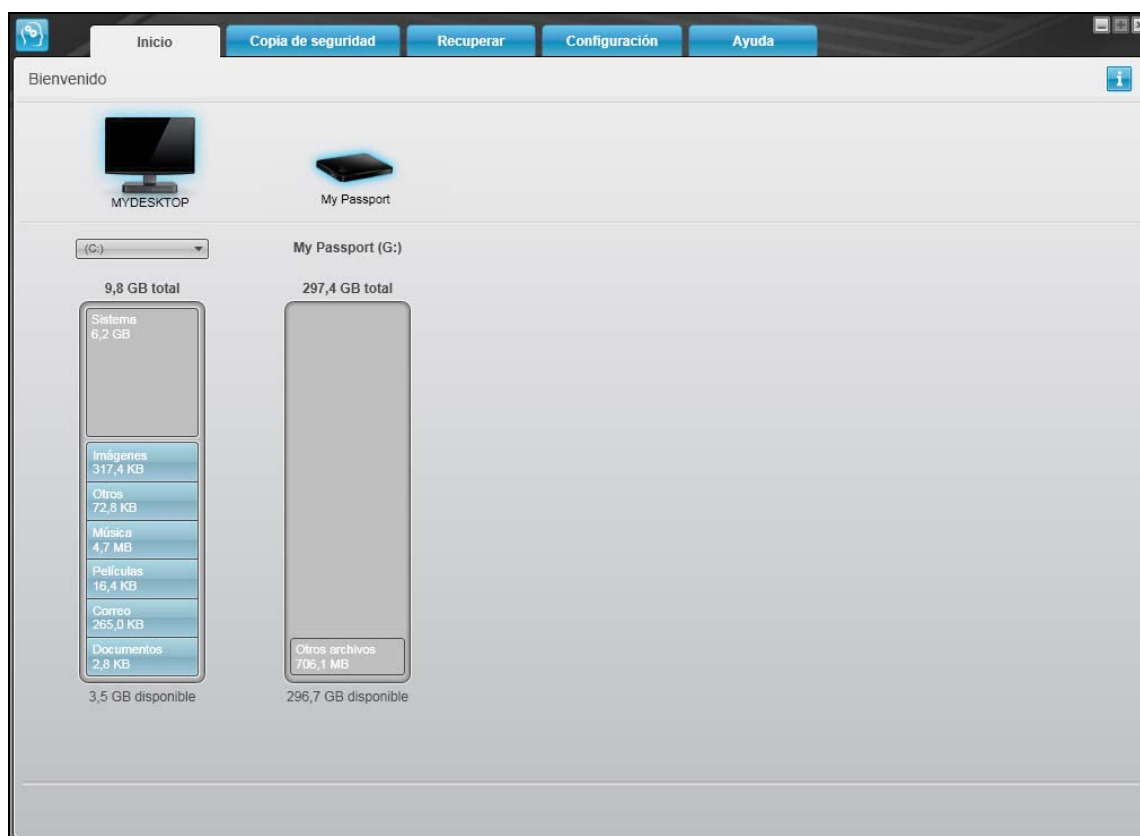 Inicio
Copia de seguridad
Recuperar
Configuración
Ayuda
Bienvenido
i
MYDESKTOP
My Passport
(C:)
My Passport (G:)
9,8 GB total
297,4 GB total
Sistema
6,2 GB
Imágenes
317,4 KB
Otros
72,8 KB
Música
4,7 MB
Películas
16,4 KB
Correo
265,0 KB
Documentos
2,8 KB
Otros archivos
706,1 MB
3,5 GB disponible
296,7 GB disponible